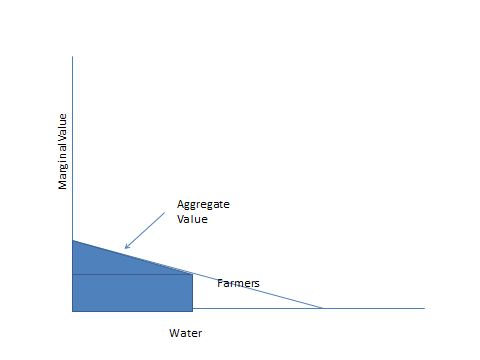 Marginal Value
Aggregate
Value
Farmers
Water